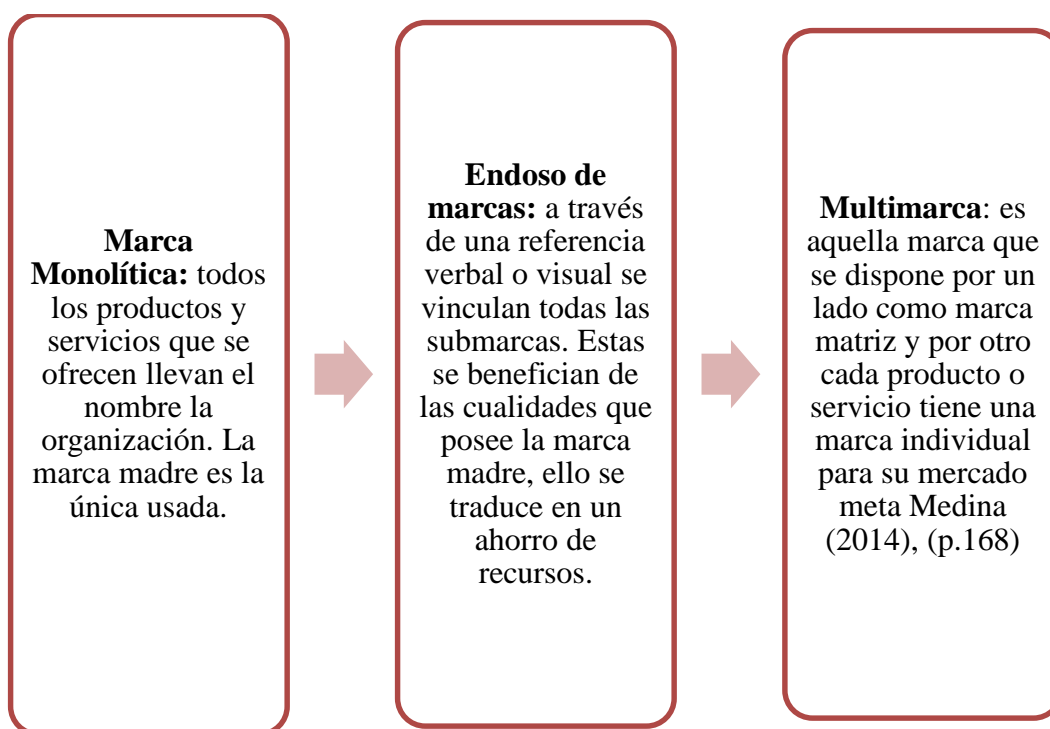 Marca
Monolítica: todos
los productos y
servicios que se
ofrecen llevan el
nombre la
organización. La
marca madre es la
única usada.
Endoso de
marcas: a través
de una referencia
verbal o visual se
vinculan todas las
submarcas. Estas
se benefician de
las cualidades que
posee la marca
madre, ello se
traduce en un
ahorro de
recursos.
Multimarca: es
aquella marca que
se dispone por un
lado como marca
matriz y por otro
cada producto o
servicio tiene una
marca individual
para su mercado
meta Medina
(2014), (p.168)